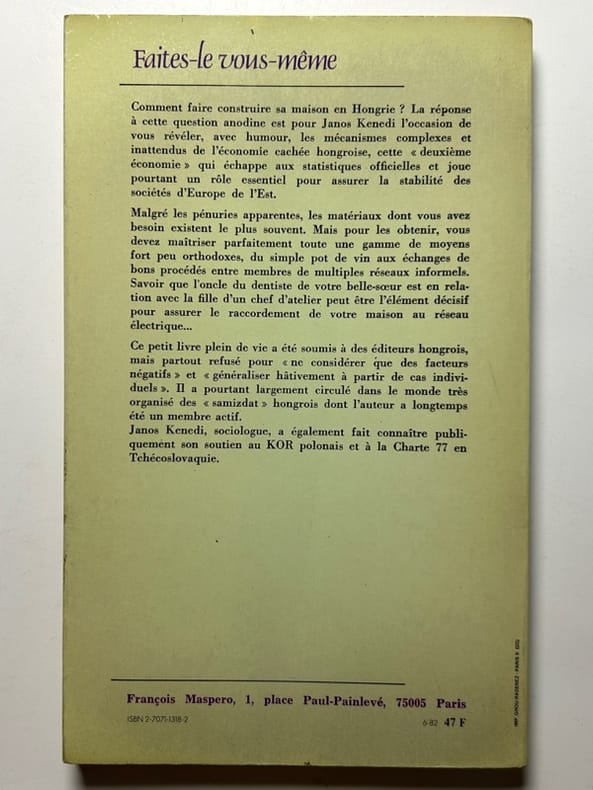 Faites-le vous-même
Comment faire construire sa maison en Hongrie ? La réponse
à cette question anodine est pour Janos Kenedi l'occasion de
vous révéler, avec humour, les mécanismes complexes et
inattendus de l'économie cachée hongroise, cette « deuxième
économie » qui échappe aux statistiques officielles et joue
pourtant un rôle essentiel pour assurer la stabilité des
sociétés d'Europe de l'Est.
Malgré les pénuries apparentes, les matériaux dont vous avez
besoin existent le plus souvent. Mais pour les obtenir, vous
devez maîtriser parfaitement toute une gamme de moyens
fort peu orthodoxes, du simple pot de vin aux échanges de
bons procédés entre membres de multiples réseaux informels.
Savoir que l'oncle du dentiste de votre belle-sœur est en rela-
tion avec la fille d'un chef d'atelier peut être l'élément décisif
pour assurer le raccordement de votre maison au réseau
électrique...
Ce petit livre plein de vie a été soumis à des éditeurs hongrois,
mais partout refusé pour « ne considérer que des facteurs
négatifs » et « généraliser hâtivement à partir de cas indivi-
duels ». Il a pourtant largement circulé dans le monde très
organisé des « samizdat » hongrois dont l'auteur a longtemps
été un membre actif.
Janos Kenedi, sociologue, a également fait connaître publi-
quement son soutien au KOR polonais et à la Charte 77 en
Tchécoslovaquie.
François Maspero, 1, place Paul-Painlevé, 75005 Paris
ISBN 2-7071-1318-2
6-82 47 F